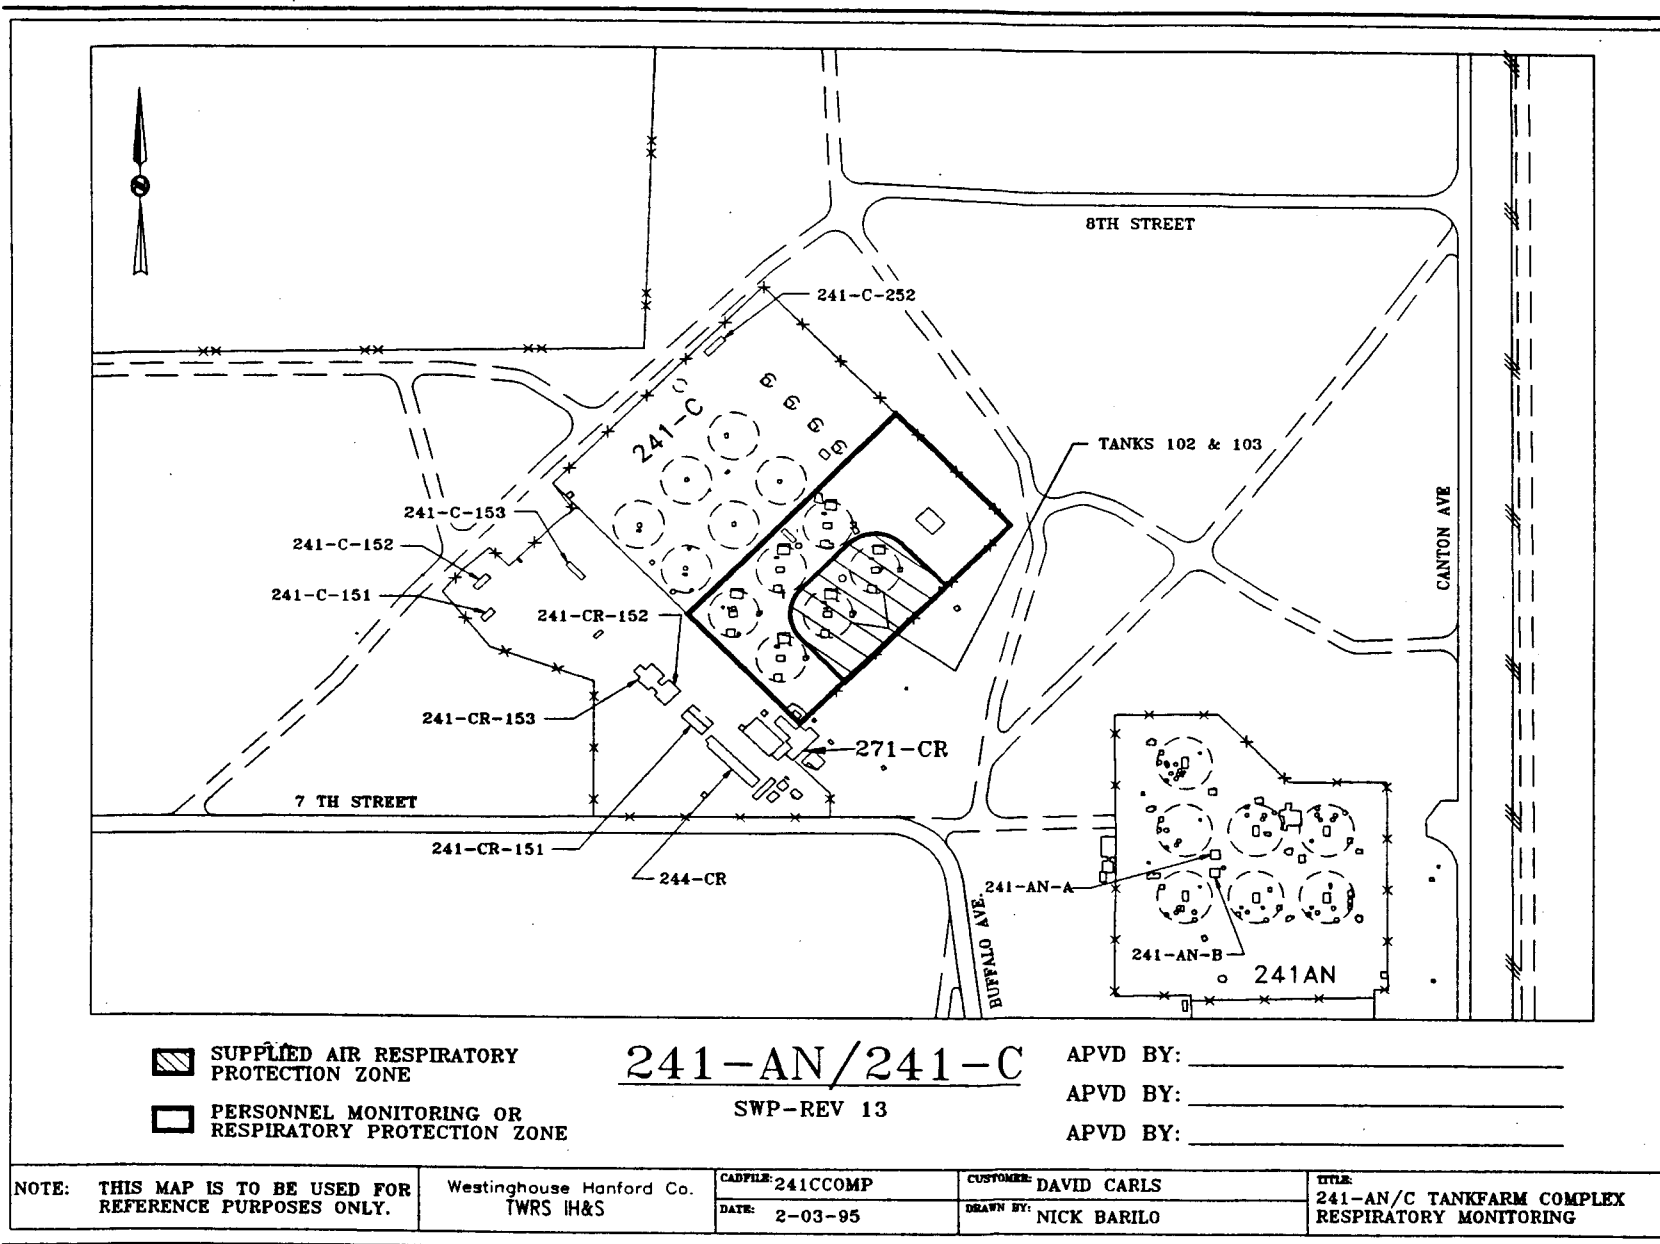 8TH STREET
241-C-252
241-C
TANKS 102 & 103
CANTON AVE
241-C-153
241-C-152
241-C-151
241-CR-152
241-CR-153
271-CR
7 TH STREET
241-CR-151
244-CR
BUFFALO AVE.
241-AN-A
241-AN-B
241AN
SUPPLIED AIR RESPIRATORY
PROTECTION ZONE
PERSONNEL MONITORING OR
RESPIRATORY PROTECTION ZONE
241-AN/241-C
SWP-REV 13
APVD BY:
APVD BY:
APVD BY:
NOTE: THIS MAP IS TO BE USED FOR
REFERENCE PURPOSES ONLY.
Westinghouse Hanford Co.
TWRS IH&S
CADFILE: 241CCOMP
DATE: 2-03-95
CUSTOMER: DAVID CARLS
DRAWN BY: NICK BARILO
TITLE:
241-AN/C TANKFARM COMPLEX
RESPIRATORY MONITORING